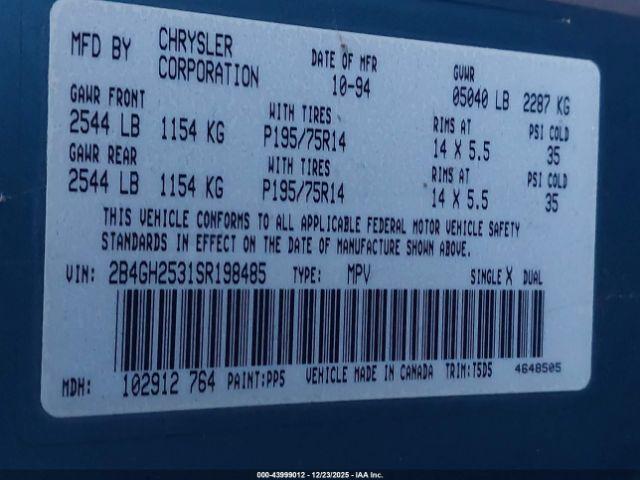 MFD BY CHRYSLER CORPORATION DATE OF MFR 10-94 GVWR 05040 LB 2287 KG
GAWR FRONT WITH TIRES RIMS AT PSI COLD
2544 LB 1154 KG P195/75R14 14 X 5.5 35
GAWR REAR WITH TIRES RIMS AT PSI COLD
2544 LB 1154 KG P195/75R14 14 X 5.5 35
THIS VEHICLE CONFORMS TO ALL APPLICABLE FEDERAL MOTOR VEHICLE SAFETY
STANDARDS IN EFFECT ON THE DATE OF MANUFACTURE SHOWN ABOVE.
VIN: 2B4GH2531SR198485 TYPE: MPV SINGLE X DUAL
MDH: 102912 764 PAINT:PP5 VEHICLE MADE IN CANADA TRIM:T5D5 4648505
000-43999012 - 12/23/2025 - IAA Inc.